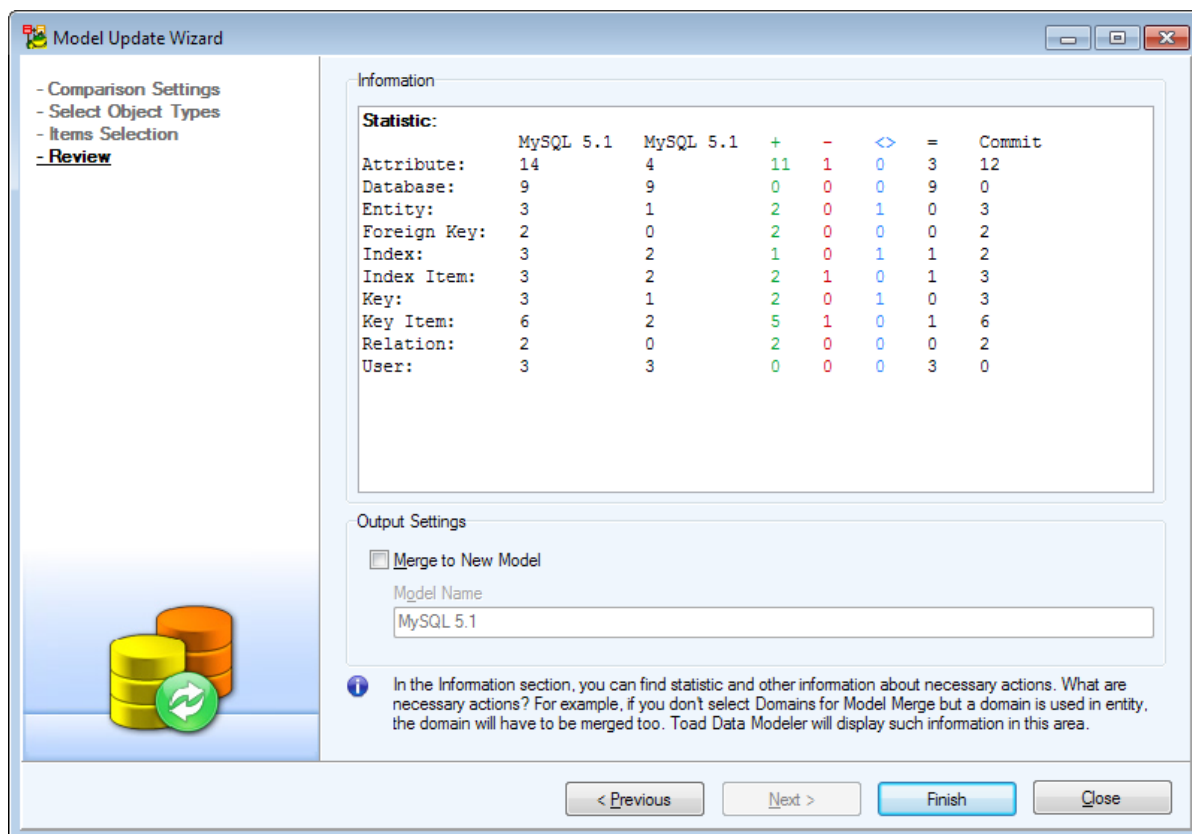 Model Update Wizard
- Comparison Settings
- Select Object Types
- Items Selection
- Review
Information
Statistic:
MySQL 5.1 MySQL 5.1 + - <> = Commit
Attribute: 14 4 11 1 0 3 12
Database: 9 9 0 0 0 9 0
Entity: 3 1 2 0 1 0 3
Foreign Key: 2 0 2 0 0 0 2
Index: 3 2 1 0 1 1 2
Index Item: 3 2 2 1 0 1 3
Key: 3 1 2 0 1 0 3
Key Item: 6 2 5 1 0 1 6
Relation: 2 0 2 0 0 0 2
User: 3 3 0 0 0 3 0
Output Settings
Merge to New Model
Model Name
MySQL 5.1
In the Information section, you can find statistic and other information about necessary actions. What are
necessary actions? For example, if you don't select Domains for Model Merge but a domain is used in entity,
the domain will have to be merged too. Toad Data Modeler will display such information in this area.
< Previous Next > Finish Close